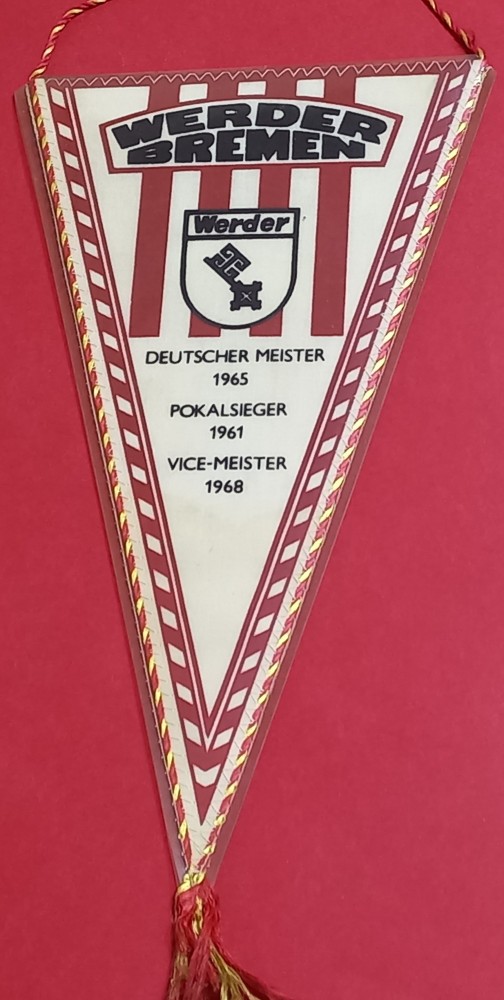 WERDER
BREMEN
Werder
DEUTSCHER MEISTER
1965
POKALSIEGER
1961
VICE-MEISTER
1968